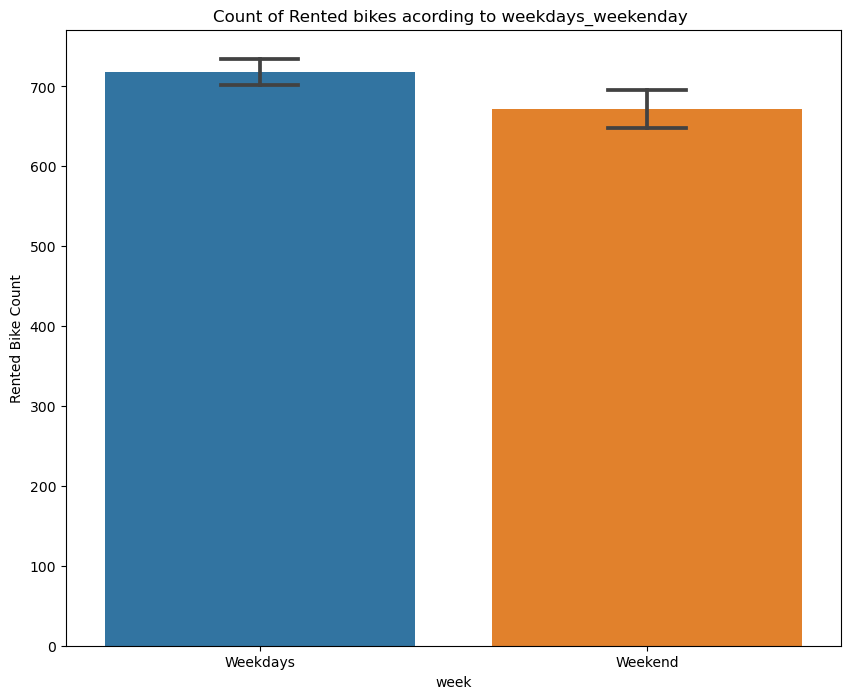 Count of Rented bikes acording to weekdays_weekenday
700
600
500
400
300
200
100
0
Rented Bike Count
Weekdays
Weekend
week